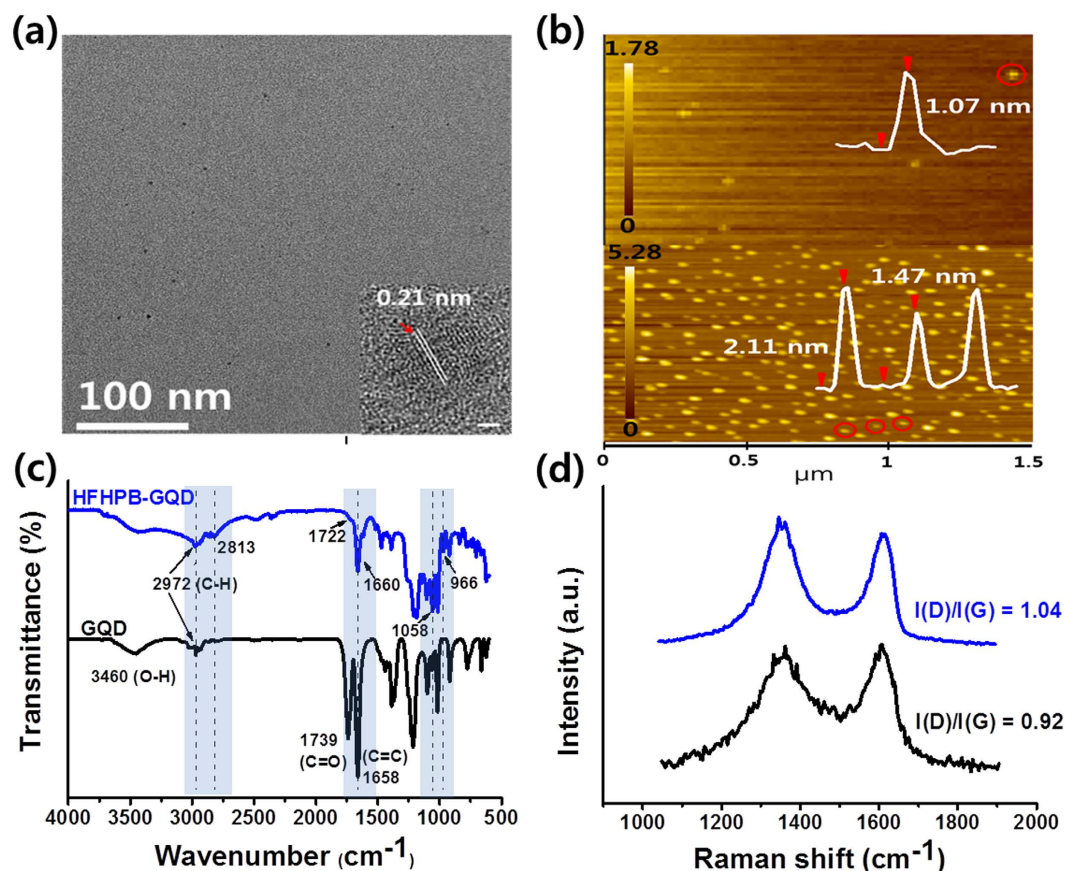 (a)
0.21 nm
100 nm
(b)
1.78
1.07 nm
0
5.28
1.47 nm
2.11 nm
0
0 0.5 µm 1 1.5
(c)
HFHPB-GQD
2813
2972 (C-H)
1722
1660
966
1058
GQD
3460 (O-H)
1739
(C=O)
(C=C)
1658
Transmittance (%)
4000 3500 3000 2500 2000 1500 1000 500
Wavenumber (cm-1)
(d)
I(D)/I(G) = 1.04
I(D)/I(G) = 0.92
Intensity (a.u.)
1000 1200 1400 1600 1800 2000
Raman shift (cm-1)